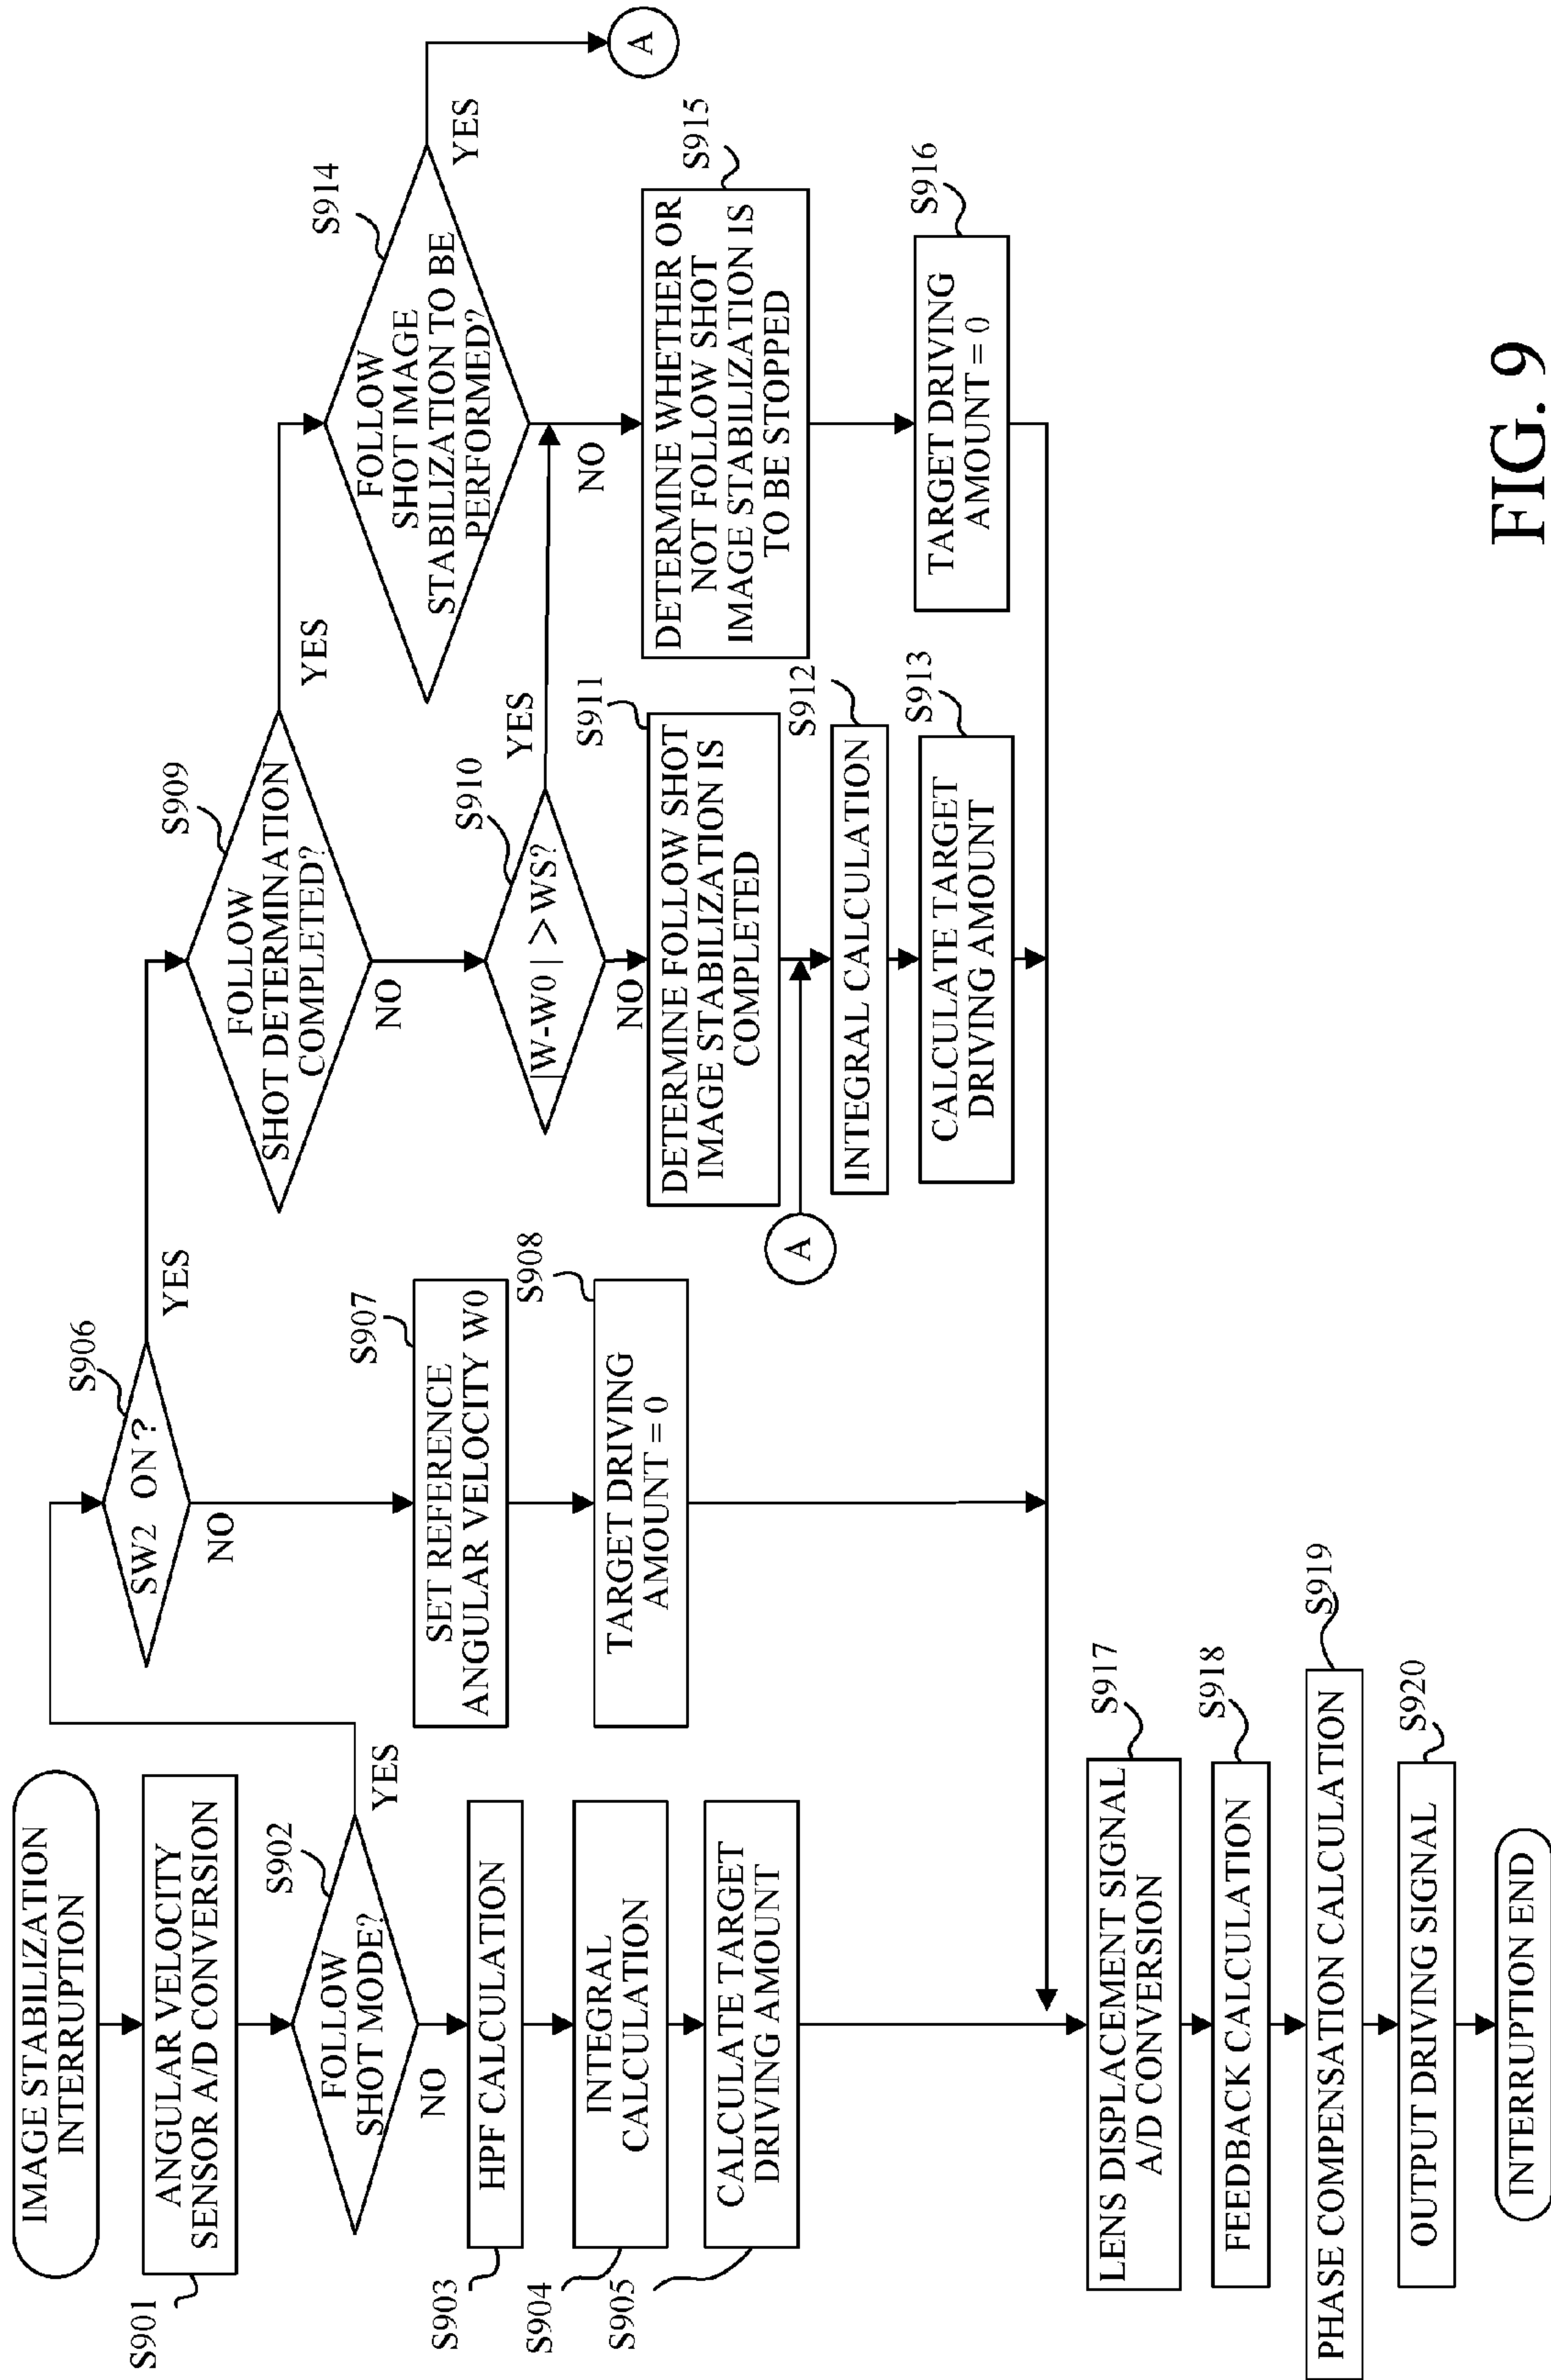 IMAGE STABILIZATION
INTERRUPTION
S901
ANGULAR VELOCITY
SENSOR A/D CONVERSION
S902
FOLLOW
SHOT MODE?
YES
NO
S903
HPF CALCULATION
S904
INTEGRAL
CALCULATION
S905
CALCULATE TARGET
DRIVING AMOUNT
S906
SW2 ON?
YES
NO
S907
SET REFERENCE
ANGULAR VELOCITY W0
S908
TARGET DRIVING
AMOUNT = 0
S909
FOLLOW
SHOT DETERMINATION
COMPLETED?
YES
NO
S910
|W-W0| >WS?
YES
NO
S911
DETERMINE FOLLOW SHOT
IMAGE STABILIZATION IS
COMPLETED
A
S912
INTEGRAL CALCULATION
S913
CALCULATE TARGET
DRIVING AMOUNT
S914
FOLLOW
SHOT IMAGE
STABILIZATION TO BE
PERFORMED?
YES
A
NO
S915
DETERMINE WHETHER OR
NOT FOLLOW SHOT
IMAGE STABILIZATION IS
TO BE STOPPED
S916
TARGET DRIVING
AMOUNT = 0
S917
LENS DISPLACEMENT SIGNAL
A/D CONVERSION
S918
FEEDBACK CALCULATION
S919
PHASE COMPENSATION CALCULATION
S920
OUTPUT DRIVING SIGNAL
INTERRUPTION END
FIG. 9